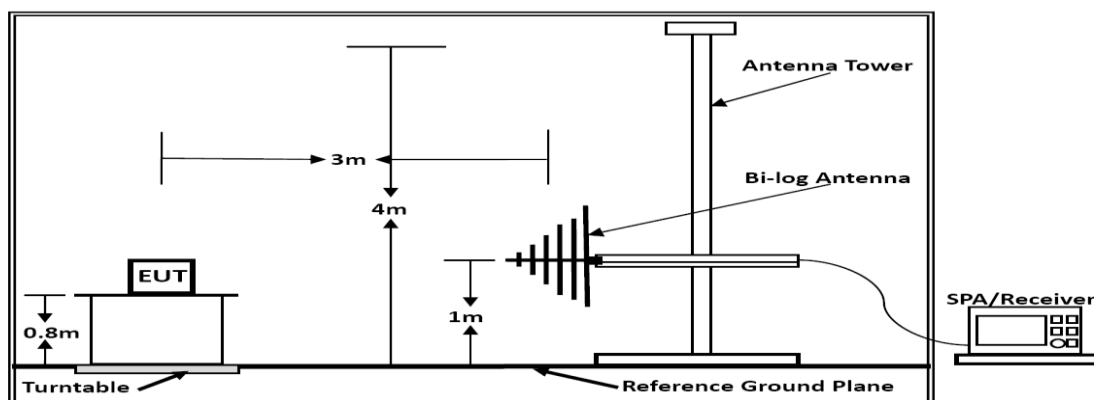 Antenna Tower
3m
Bi-log Antenna
4m
EUT
SPA/Receiver
0.8m
1m
Turntable
Reference Ground Plane